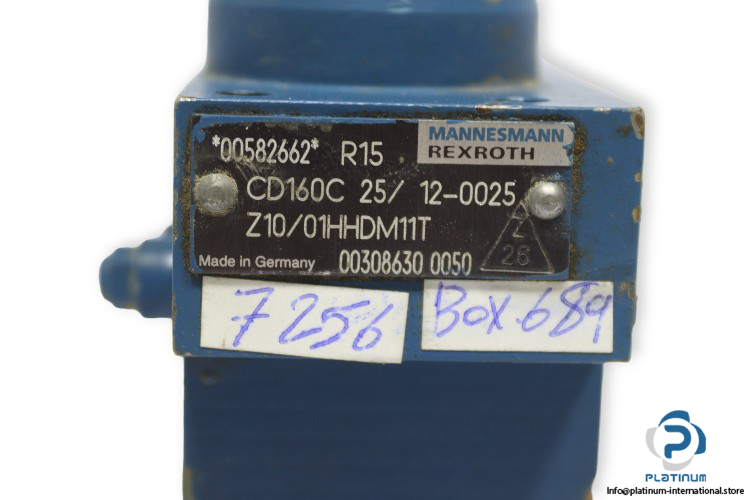 *00582662* R15 MANNESMANN
REXROTH
CD160C 25/ 12-0025
Z10/01HHDM11T
Z
26
Made in Germany 00308630 0050
7256
BOX.689
PLATINUM
Info@platinum-international.store